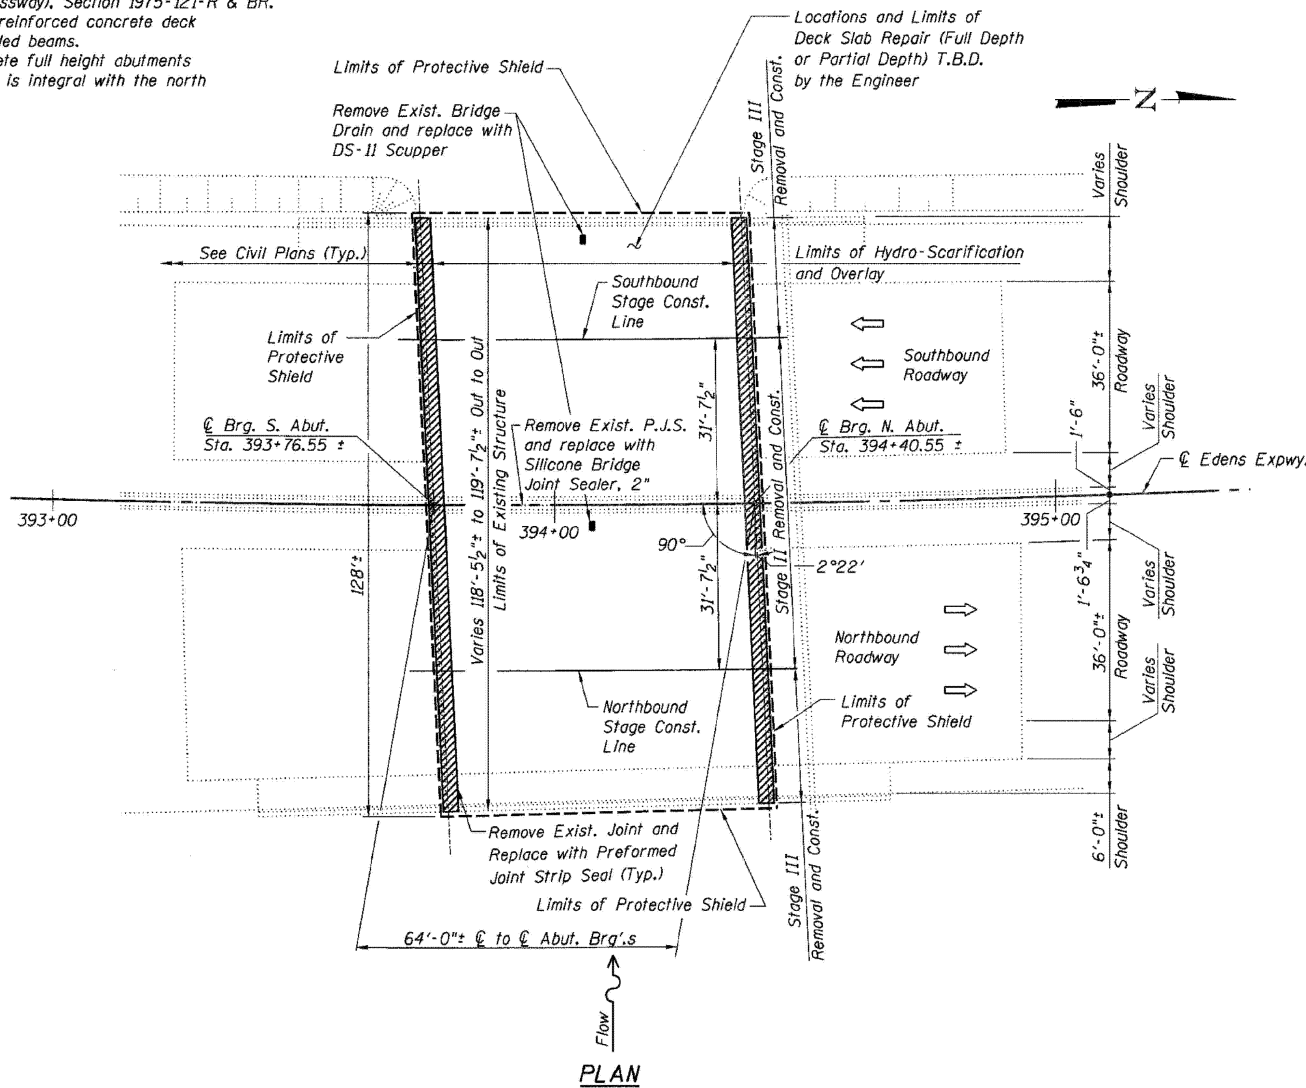 ssway). Section 1975-121-R & BR.
reinforced concrete deck
led beams.
ete full height abutments
is integral with the north
Limits of Protective Shield
Remove Exist. Bridge
Drain and replace with
DS-11 Scupper
Locations and Limits of
Deck Slab Repair (Full Depth
or Partial Depth) T.B.D.
by the Engineer
Stage III
Removal and Const.
N
Varies
Shoulder
See Civil Plans (Typ.)
Limits of Hydro-Scarification
and Overlay
Southbound
Stage Const.
Line
Limits of
Protective
Shield
Southbound
Roadway
36'-0"±
Roadway
Varies
Shoulder
1'-6"
℄ Brg. S. Abut.
Sta. 393+76.55 ±
Varies 118'-5½"± to 119'-7½"± Out to Out
Limits of Existing Structure
Remove Exist. P.J.S.
and replace with
Silicone Bridge
Joint Sealer, 2"
31'-7½"
Stage II Removal and Const.
℄ Brg. N. Abut.
Sta. 394+40.55 ±
℄ Edens Expwy.
393+00
394+00
395+00
128'±
90°
2°22'
31'-7½"
1'-6¾"
Varies
Shoulder
Northbound
Roadway
36'-0"±
Roadway
Varies
Shoulder
Northbound
Stage Const.
Line
Limits of
Protective Shield
Remove Exist. Joint and
Replace with Preformed
Joint Strip Seal (Typ.)
Limits of Protective Shield
Stage III
Removal and Const.
6'-0"±
Shoulder
64'-0"± ℄ to ℄ Abut. Brg'.s
Flow
PLAN